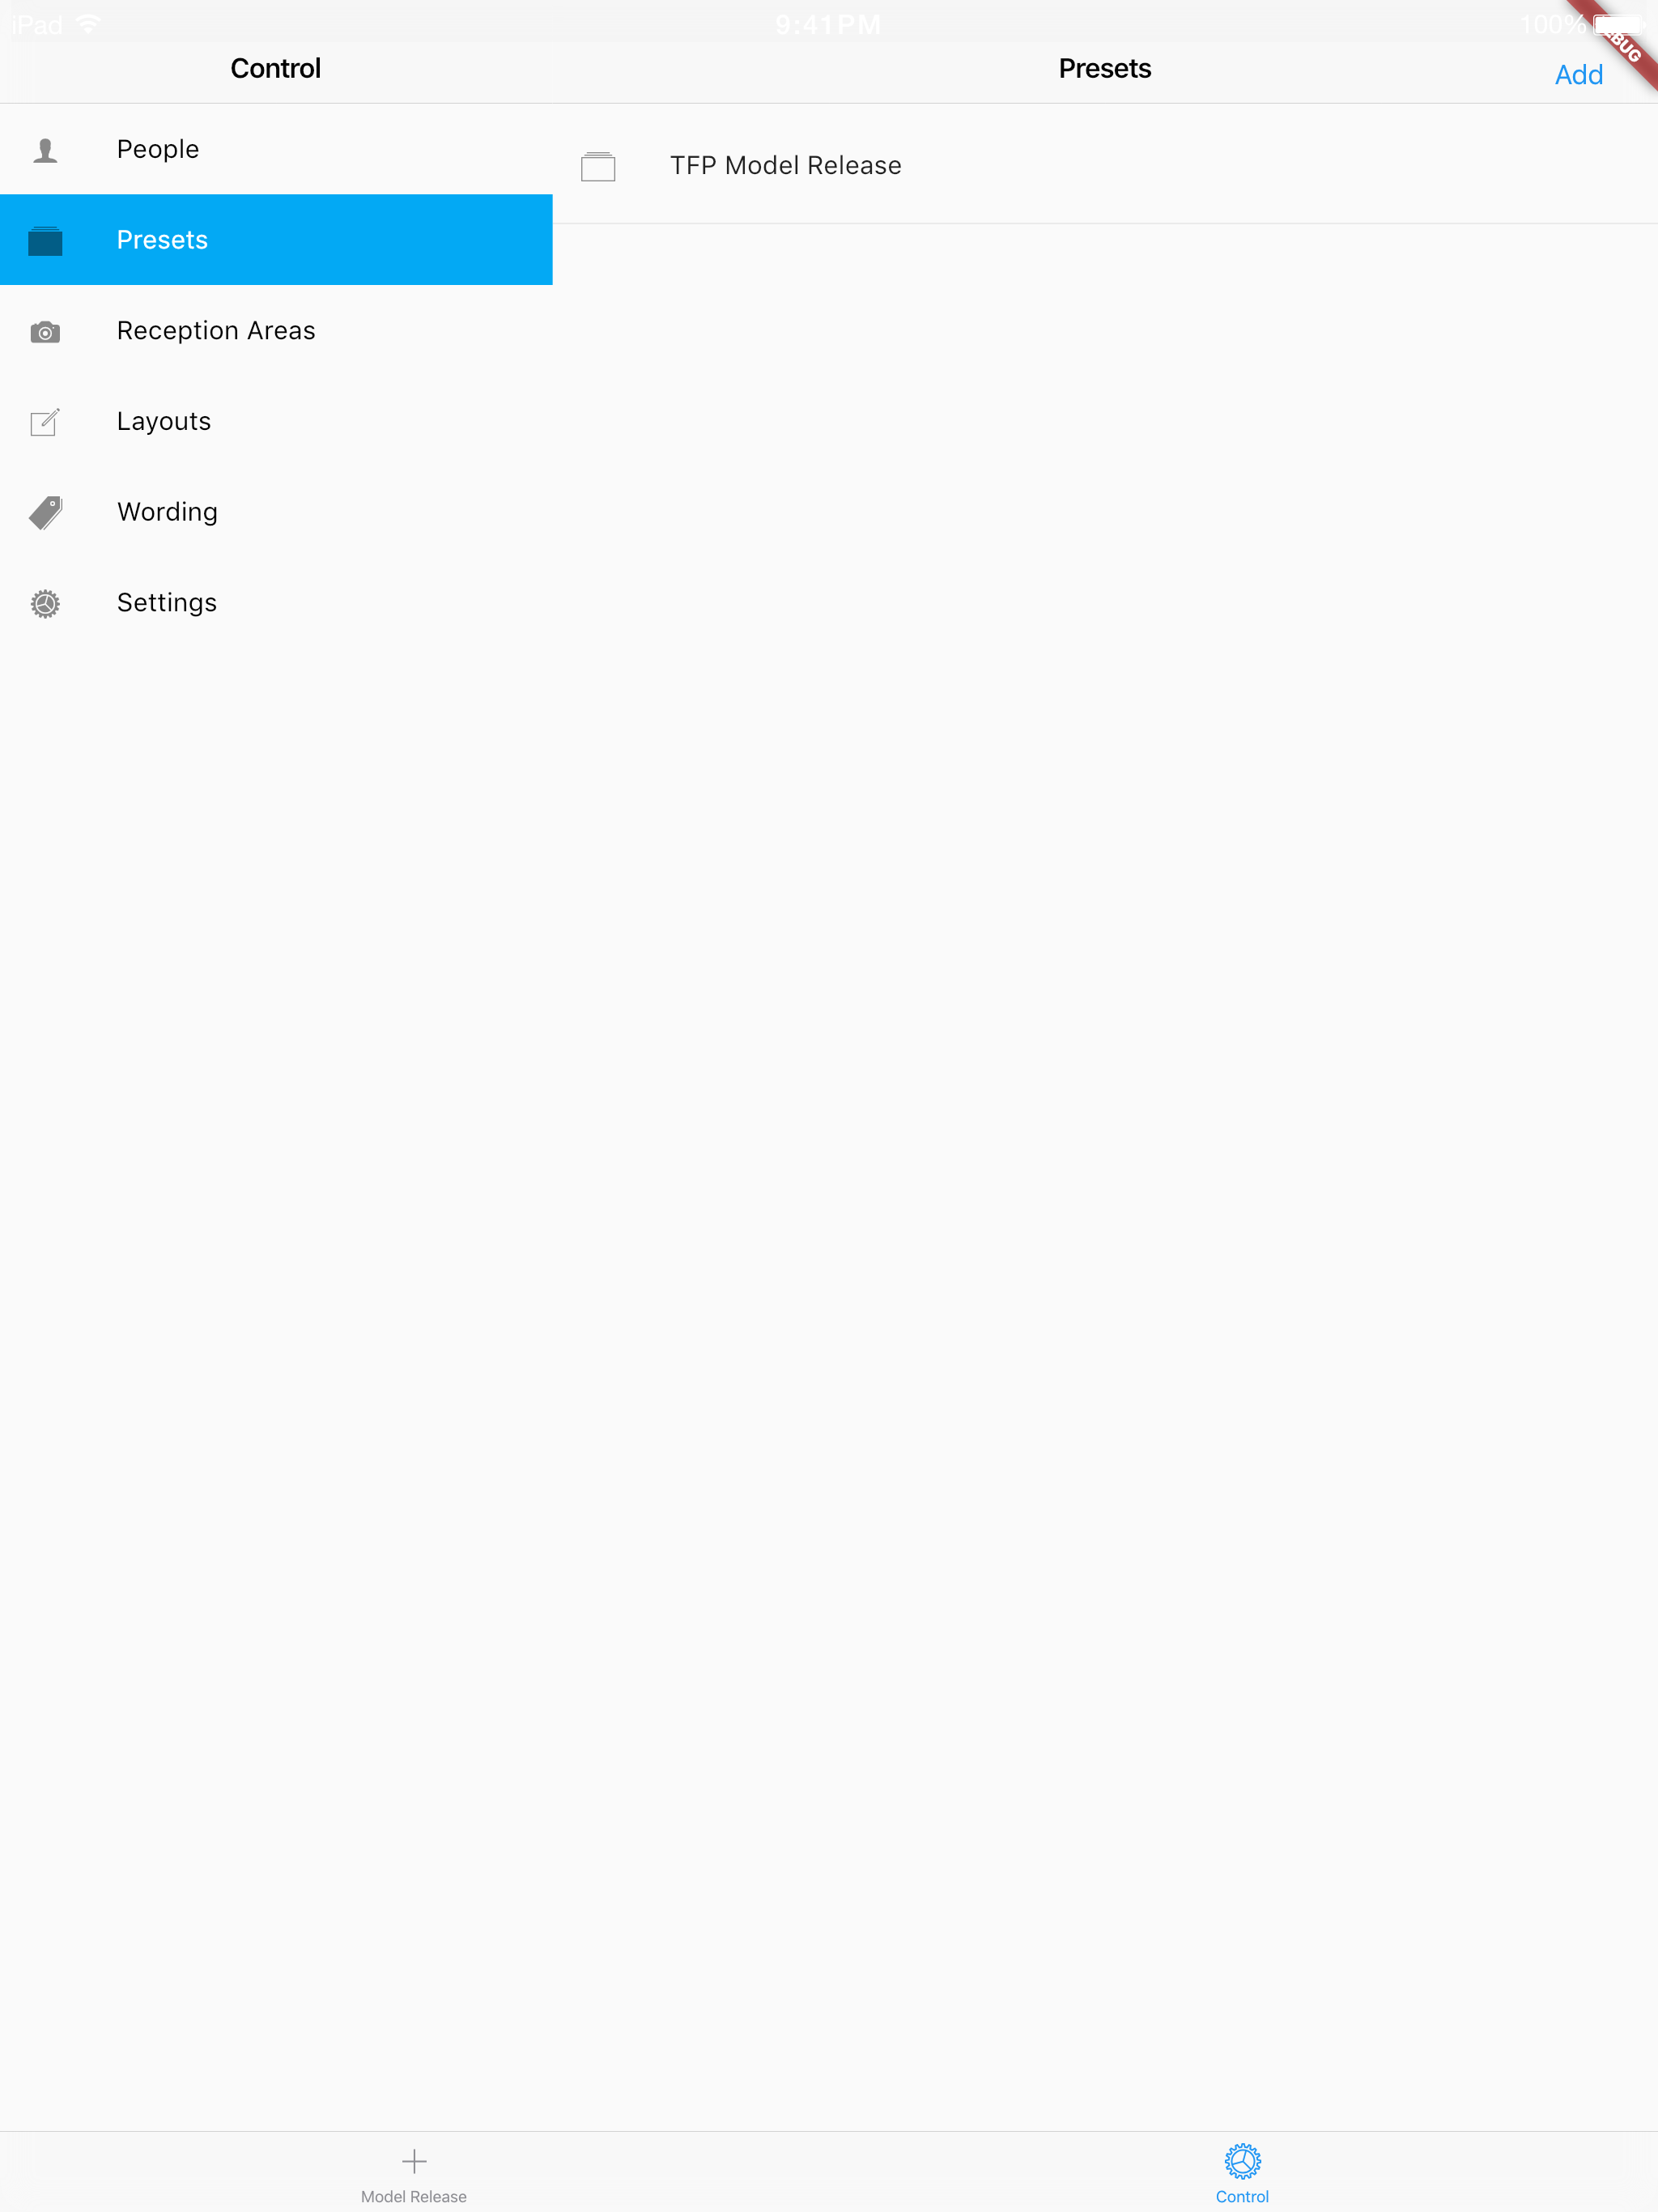 iPad 9:41 PM 100%
Control
Presets
Add
People
Presets
Reception Areas
Layouts
Wording
Settings
TFP Model Release
Model Release
Control